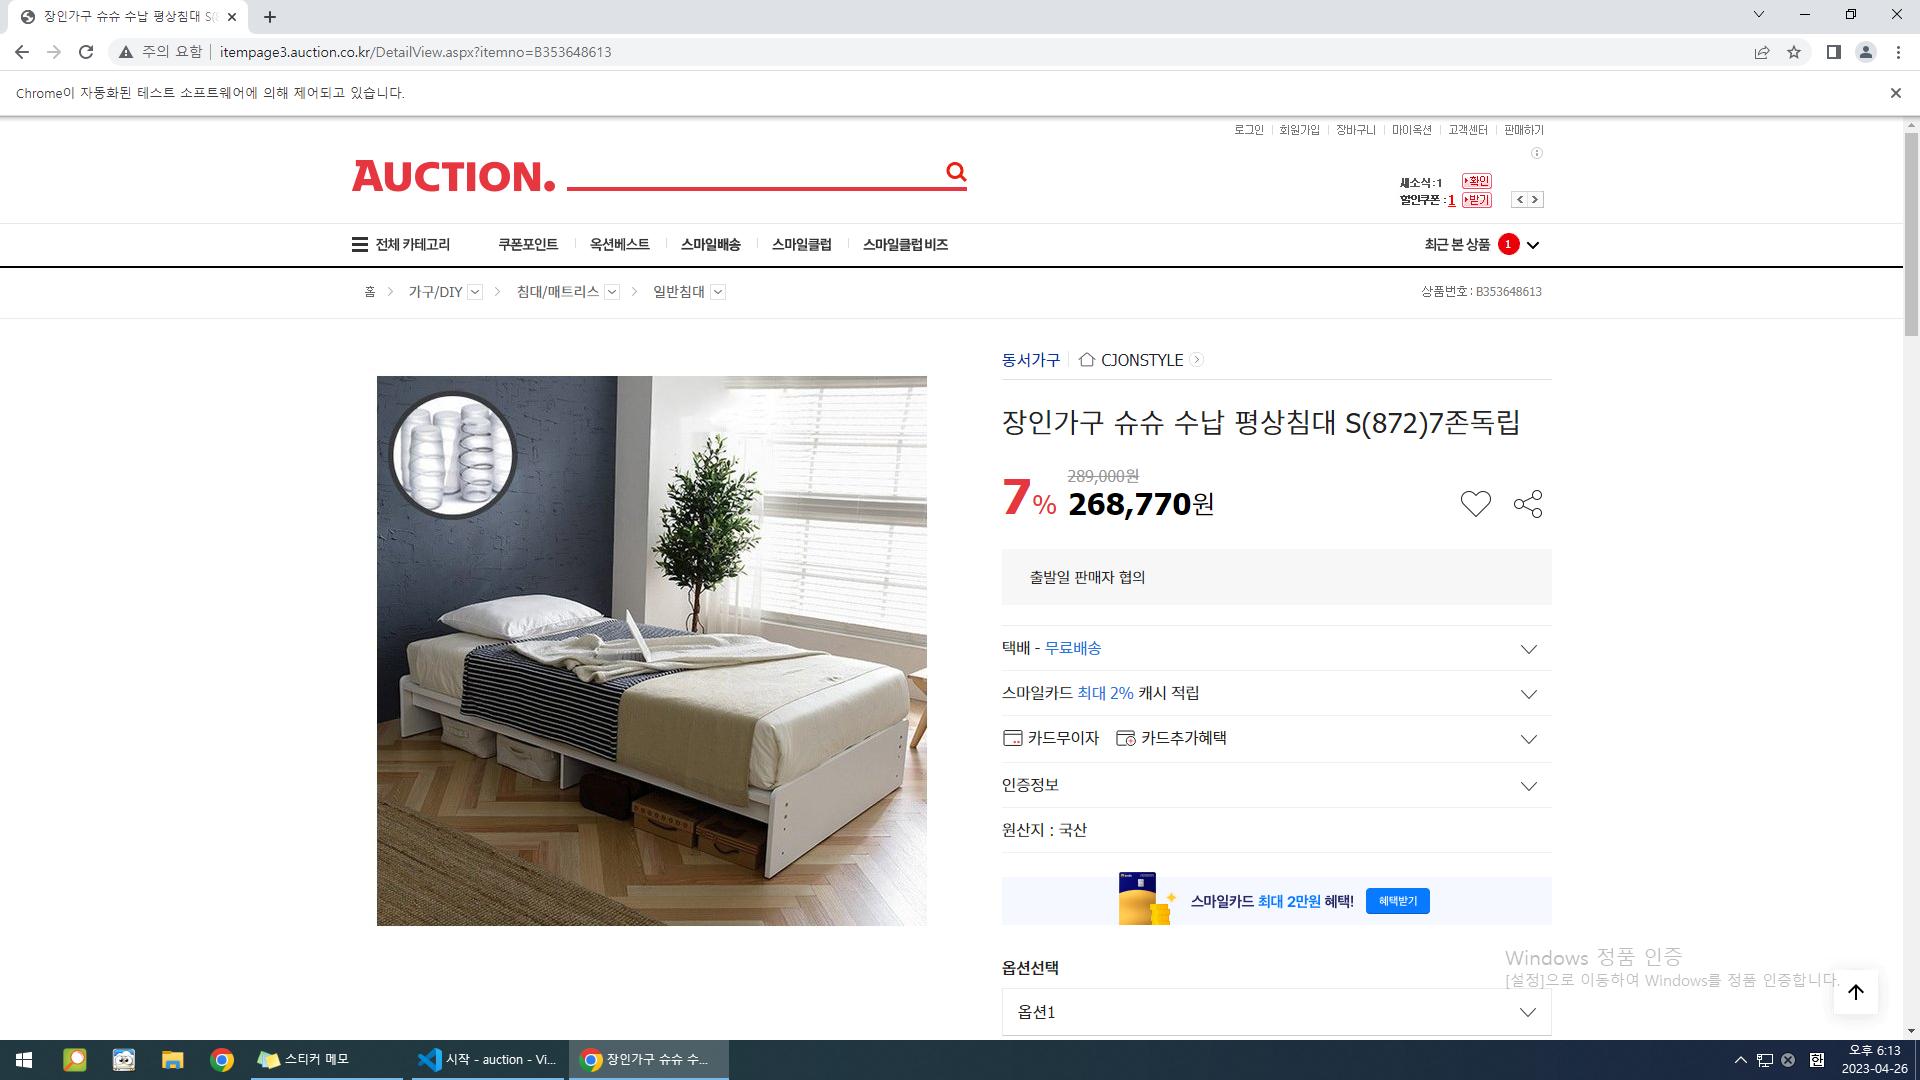 장인가구 슈슈 수납 평상침대 S(8
주의 요함
itempage3.auction.co.kr/DetailView.aspx?itemno=B353648613
Chrome이 자동화된 테스트 소프트웨어에 의해 제어되고 있습니다.
로그인 회원가입 장바구니 마이옥션 고객센터 판매하기
AUCTION.
새소식:1 확인
할인쿠폰:1 받기
전체 카테고리 쿠폰포인트 옥션베스트 스마일배송 스마일클럽 스마일클럽 비즈 최근 본 상품 1
홈 > 가구/DIY > 침대/매트리스 > 일반침대 상품번호 : B353648613
동서가구 CJONSTYLE
장인가구 슈슈 수납 평상침대 S(872)7존독립
289,000원
7% 268,770원
출발일 판매자 협의
택배 - 무료배송
스마일카드 최대 2% 캐시 적립
카드무이자 카드추가혜택
인증정보
원산지 : 국산
스마일카드 최대 2만원 혜택! 혜택받기
옵션선택
옵션1
Windows 정품 인증
[설정]으로 이동하여 Windows를 정품 인증합니다.
스티커 메모
시작 - auction - Vi...
장인가구 슈슈 수...
한
오후 6:13
2023-04-26